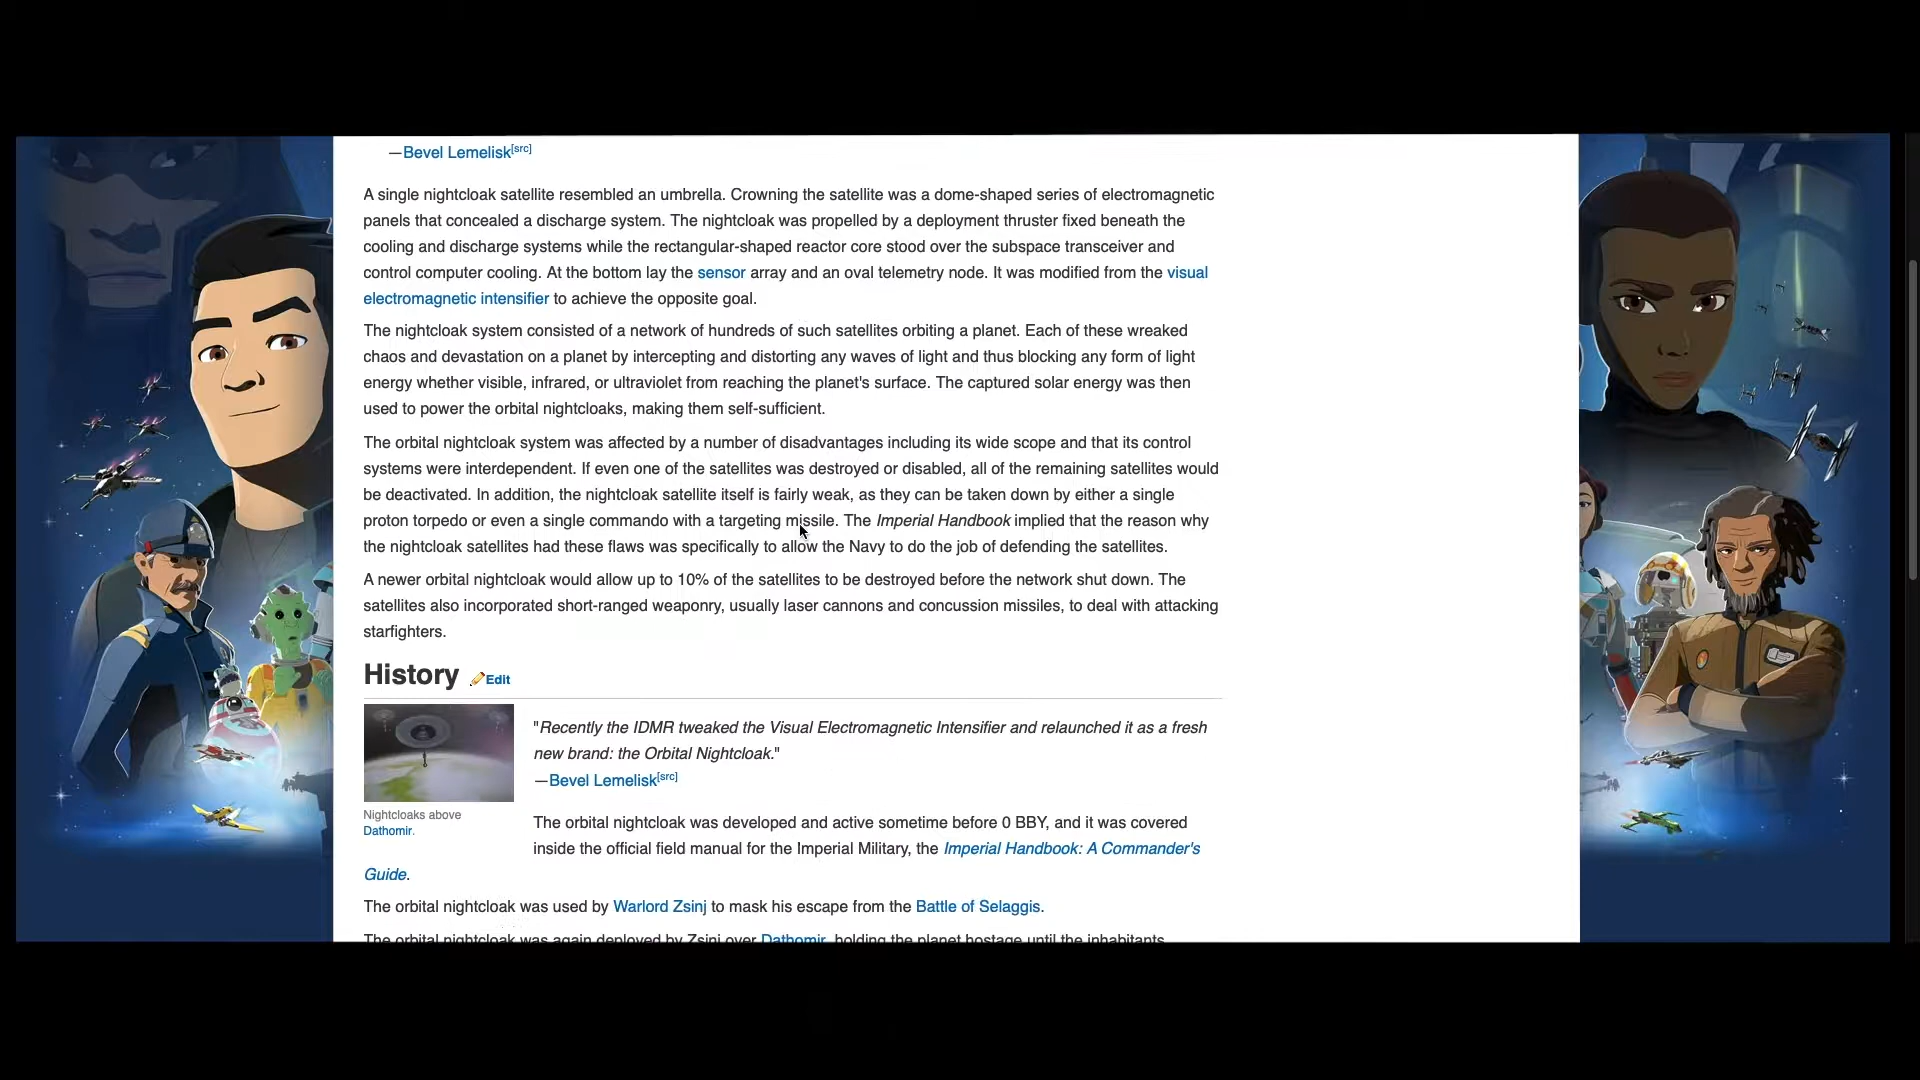 —Bevel Lemelisk[src]
A single nightcloak satellite resembled an umbrella. Crowning the satellite was a dome-shaped series of electromagnetic
panels that concealed a discharge system. The nightcloak was propelled by a deployment thruster fixed beneath the
cooling and discharge systems while the rectangular-shaped reactor core stood over the subspace transceiver and
control computer cooling. At the bottom lay the sensor array and an oval telemetry node. It was modified from the visual
electromagnetic intensifier to achieve the opposite goal.
The nightcloak system consisted of a network of hundreds of such satellites orbiting a planet. Each of these wreaked
chaos and devastation on a planet by intercepting and distorting any waves of light and thus blocking any form of light
energy whether visible, infrared, or ultraviolet from reaching the planet's surface. The captured solar energy was then
used to power the orbital nightcloaks, making them self-sufficient.
The orbital nightcloak system was affected by a number of disadvantages including its wide scope and that its control
systems were interdependent. If even one of the satellites was destroyed or disabled, all of the remaining satellites would
be deactivated. In addition, the nightcloak satellite itself is fairly weak, as they can be taken down by either a single
proton torpedo or even a single commando with a targeting missile. The Imperial Handbook implied that the reason why
the nightcloak satellites had these flaws was specifically to allow the Navy to do the job of defending the satellites.
A newer orbital nightcloak would allow up to 10% of the satellites to be destroyed before the network shut down. The
satellites also incorporated short-ranged weaponry, usually laser cannons and concussion missiles, to deal with attacking
starfighters.
History Edit
"Recently the IDMR tweaked the Visual Electromagnetic Intensifier and relaunched it as a fresh
new brand: the Orbital Nightcloak."
—Bevel Lemelisk[src]
Nightcloaks above
Dathomir.
The orbital nightcloak was developed and active sometime before 0 BBY, and it was covered
inside the official field manual for the Imperial Military, the Imperial Handbook: A Commander's
Guide.
The orbital nightcloak was used by Warlord Zsinj to mask his escape from the Battle of Selaggis.
The orbital nightcloak was again deployed by Zsinj over Dathomir, holding the planet hostage until the inhabitants